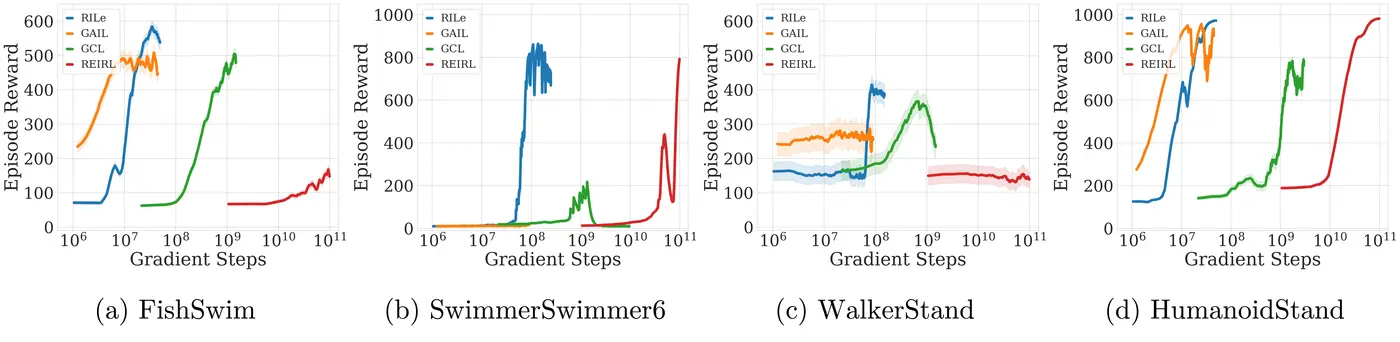 Episode Reward
600
500
400
300
200
100
0
RILe
GAIL
GCL
REIRL
10^6 10^7 10^8 10^9 10^10 10^11
Gradient Steps
(a) FishSwim
Episode Reward
1000
800
600
400
200
0
RILe
GAIL
GCL
REIRL
10^6 10^7 10^8 10^9 10^10 10^11
Gradient Steps
(b) SwimmerSwimmer6
Episode Reward
600
500
400
300
200
100
0
RILe
GAIL
GCL
REIRL
10^6 10^7 10^8 10^9 10^10 10^11
Gradient Steps
(c) WalkerStand
Episode Reward
1000
800
600
400
200
0
RILe
GAIL
GCL
REIRL
10^6 10^7 10^8 10^9 10^10 10^11
Gradient Steps
(d) HumanoidStand